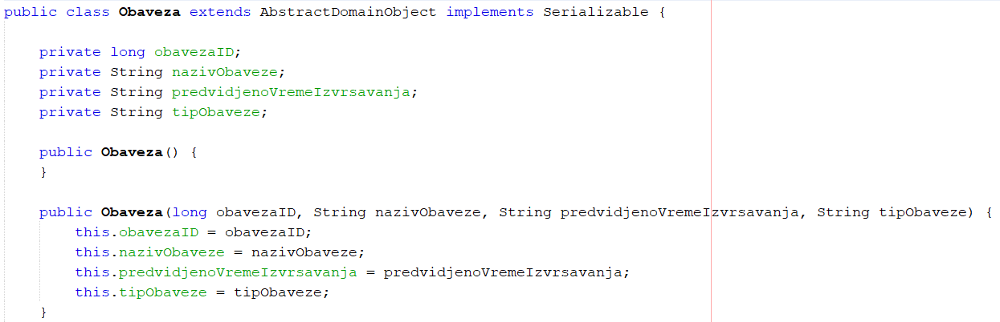 public class Obaveza extends AbstractDomainObject implements Serializable {
private long obavezaID;
private String nazivObaveze;
private String predvidjenoVremeIzvrsavanja;
private String tipObaveze;
public Obaveza() {
}
public Obaveza(long obavezaID, String nazivObaveze, String predvidjenoVremeIzvrsavanja, String tipObaveze) {
this.obavezaID = obavezaID;
this.nazivObaveze = nazivObaveze;
this.predvidjenoVremeIzvrsavanja = predvidjenoVremeIzvrsavanja;
this.tipObaveze = tipObaveze;
}